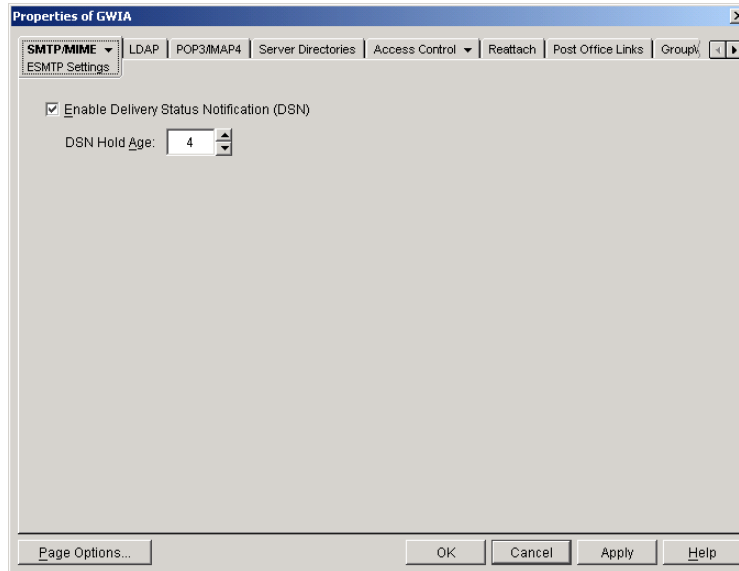 Properties of GWIA
SMTP/MIME LDAP POP3/IMAP4 Server Directories Access Control Reattach Post Office Links
ESMTP Settings
Enable Delivery Status Notification (DSN)
DSN Hold Age: 4
Page Options... OK Cancel Apply Help